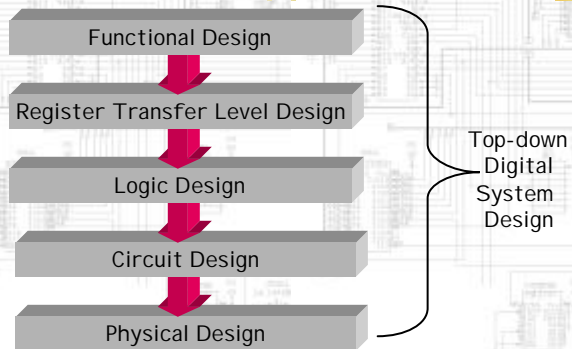 Functional Design
Register Transfer Level Design
Logic Design
Circuit Design
Physical Design
Top-down
Digital
System
Design